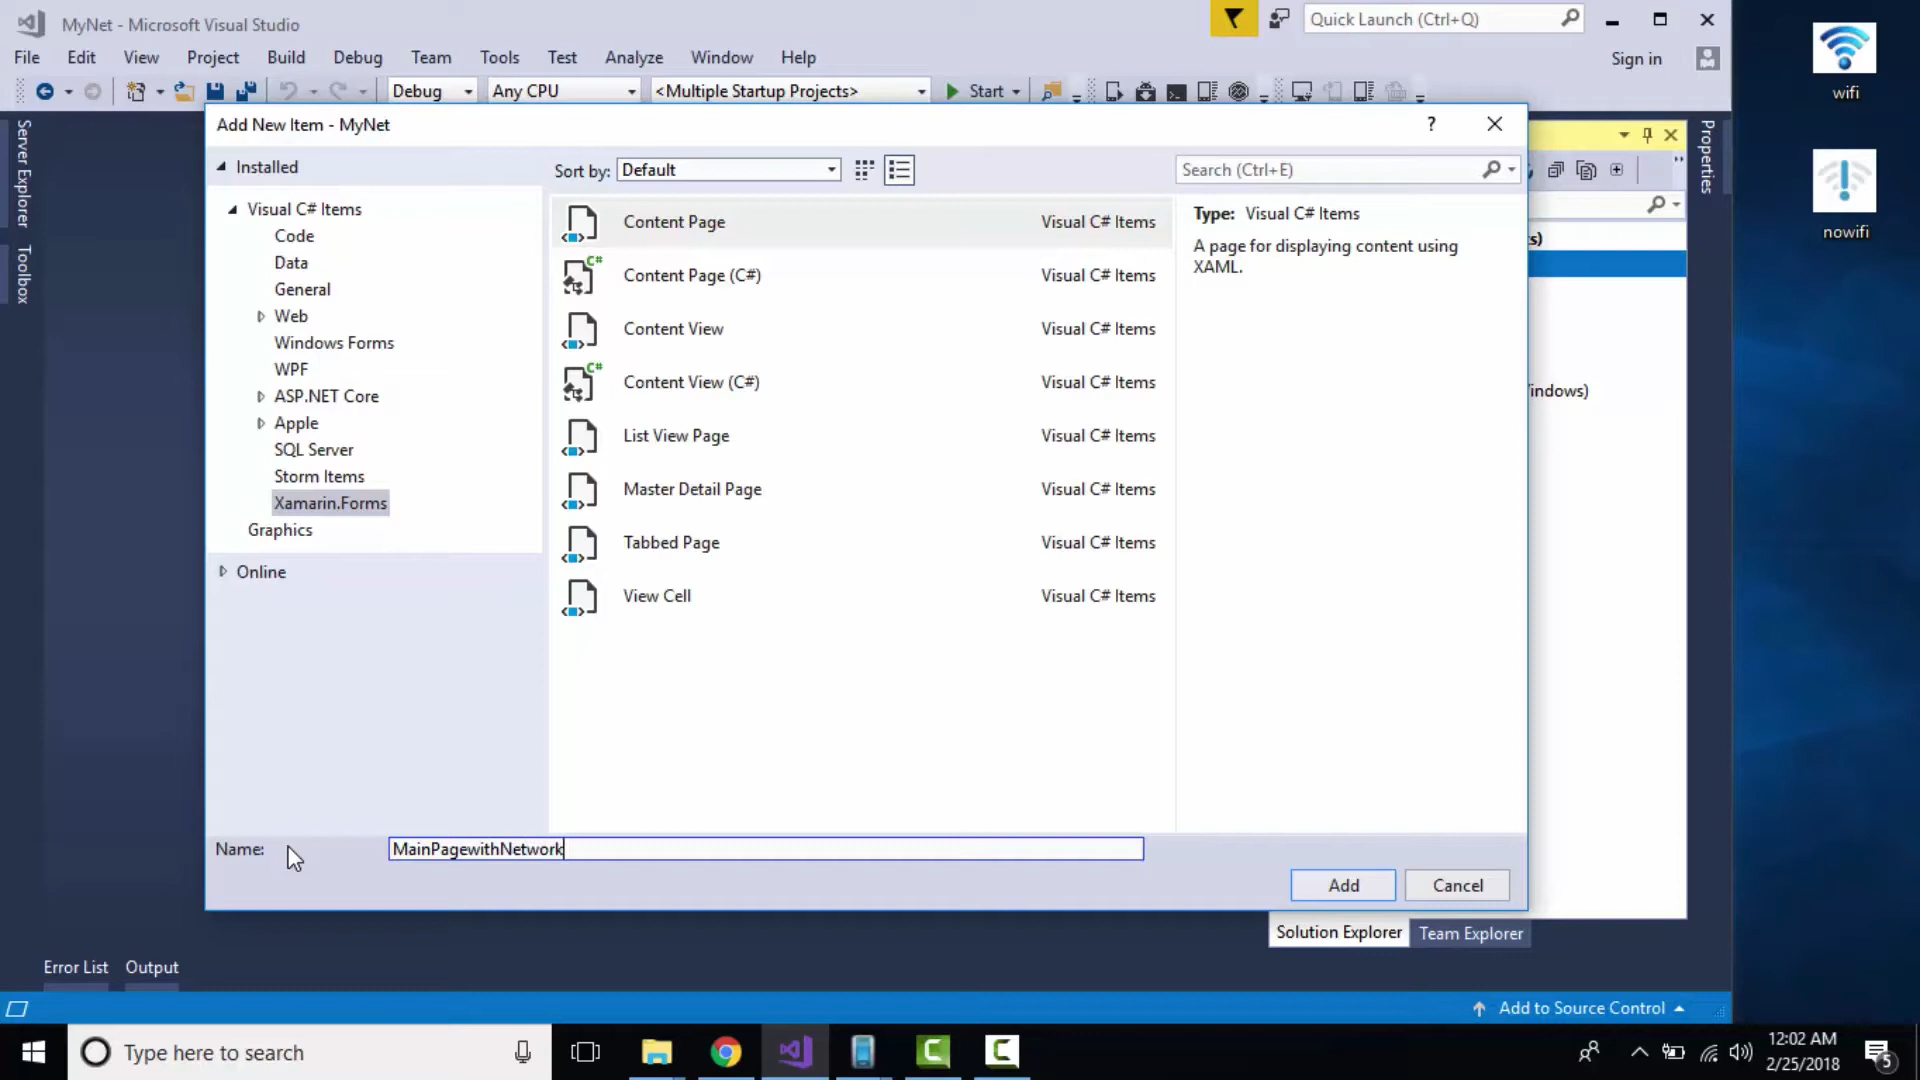 MyNet - Microsoft Visual Studio
Quick Launch (Ctrl+Q)
File Edit View Project Build Debug Team Tools Test Analyze Window Help
Sign in
Debug Any CPU <Multiple Startup Projects> Start
wifi
nowifi
Server Explorer
Toolbox
Properties
Add New Item - MyNet
?
Installed
Sort by: Default
Search (Ctrl+E)
Visual C# Items
Code
Data
General
Web
Windows Forms
WPF
ASP.NET Core
Apple
SQL Server
Storm Items
Xamarin.Forms
Graphics
Online
Content Page Visual C# Items
C# Content Page (C#) Visual C# Items
Content View Visual C# Items
C# Content View (C#) Visual C# Items
List View Page Visual C# Items
Master Detail Page Visual C# Items
Tabbed Page Visual C# Items
View Cell Visual C# Items
Type: Visual C# Items
A page for displaying content using
XAML.
s)
indows)
Name: MainPagewithNetwork
Add Cancel
Solution Explorer Team Explorer
Error List Output
Add to Source Control
Type here to search
12:02 AM
2/25/2018
5